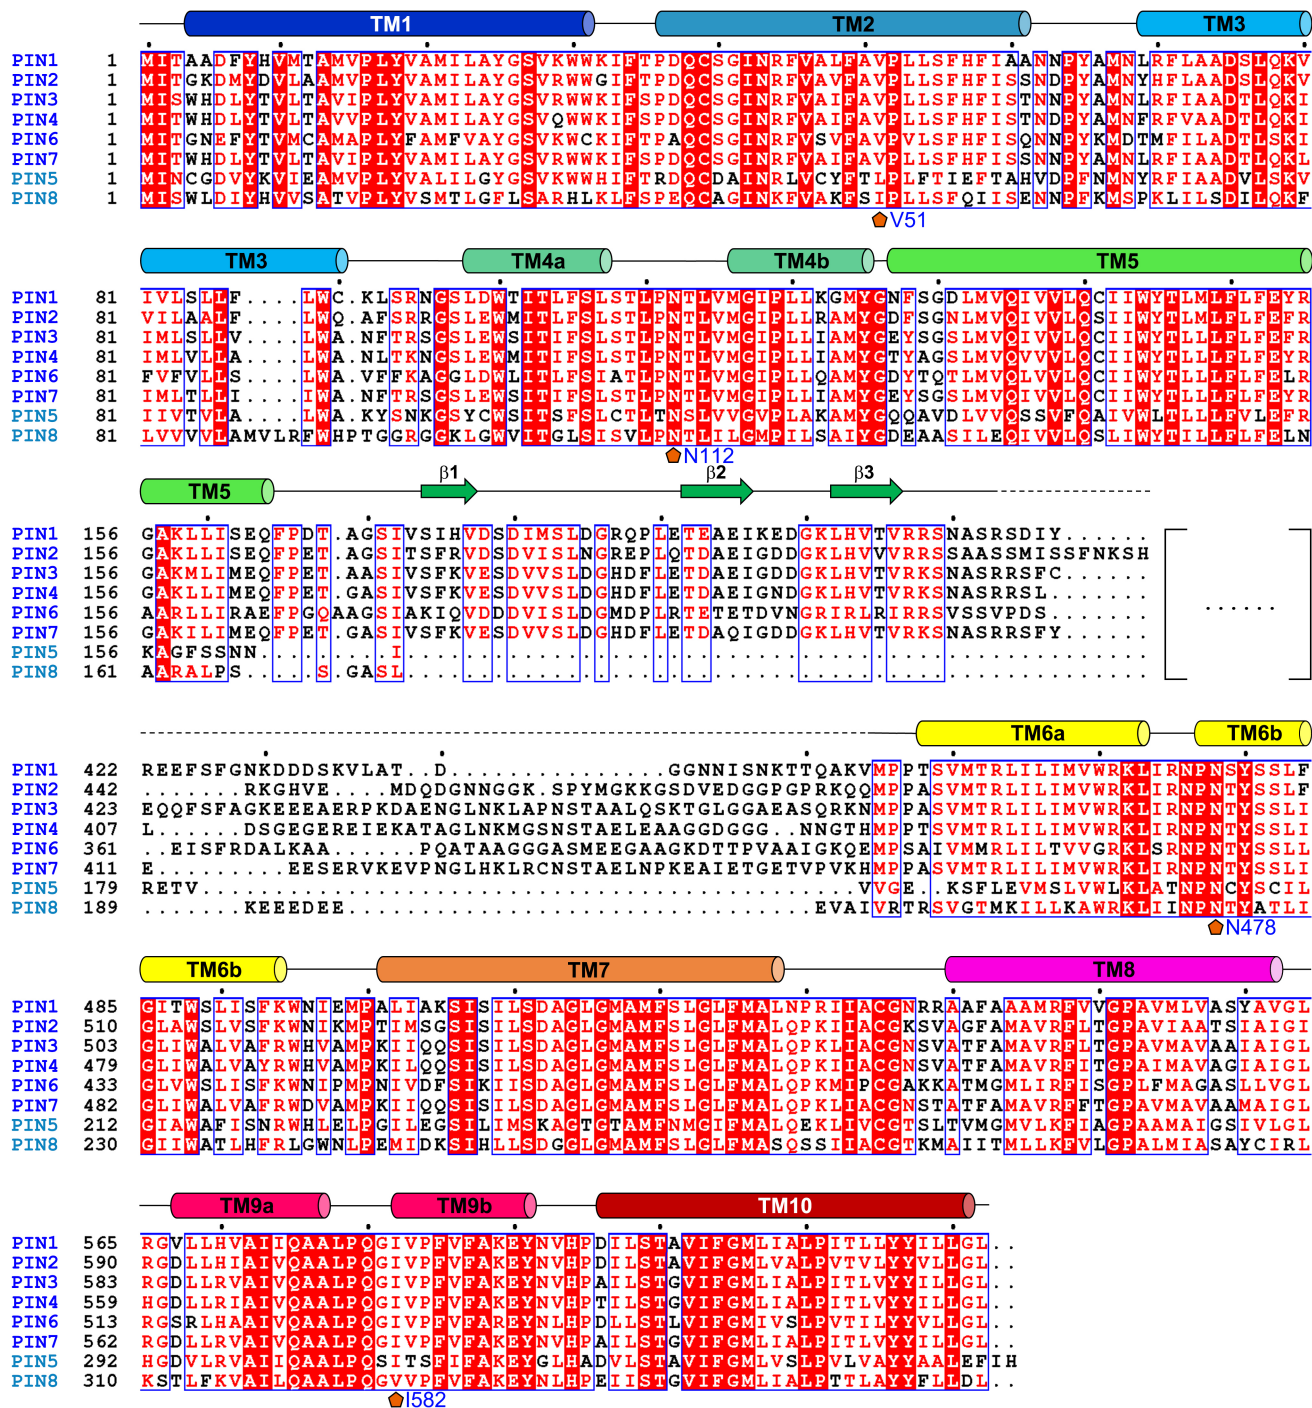 TM1 TM2 TM3
PIN1 1 MITAADFYHVMTAMVPLYVAMILAYGSVKWWKIFTPDQCSGINRFVALFAVPLLSFHFIAANNPYAMNLRFLAADSLQKV
PIN2 1 MITGKDMYDVLAAMVPLYVAMILAYGSVRWWGIFTPDQCSGINRFVAVFAVPLLSFHFISSNDPYAMNYHFLAADSLQKV
PIN3 1 MISWHDLYTVLTAVIPLYVAMILAYGSVRWWKIFSPDQCSGINRFVAIFAVPLLSFHFISTNNPYAMNLRFIAADTLQKI
PIN4 1 MITWHDLYTVLTAVVPLYVAMILAYGSVQWWKIFSPDQCSGINRFVAIFAVPLLSFHFISTNDPYAMNFRFVAADTLQKI
PIN6 1 MITGNEFYTVMCAMAPLYFAMFVAYGSVKWCKIFTPAQCSGINRFVSVFAVPVLSFHFISQNNPYKMDTMFILADTLSKI
PIN7 1 MITWHDLYTVLTAVIPLYVAMILAYGSVRWWKIFSPDQCSGINRFVAIFAVPLLSFHFISSNNPYAMNLRFIAADTLQKL
PIN5 1 MINCGDVYKVIEAMVPLYVALILGYGSVKWWHIFTRDQCDAINRLVCYFTLPLFTIEFTAHVDPFNMNYRFIAADVLSKV
PIN8 1 MISWLDIYHVVSATVPLYVSMTLGFLSARHLKLFSPEQCAGINKFVAKFSIPLLSFQIISENNPFKMSPKLILSDILQKF
V51
TM3 TM4a TM4b TM5
PIN1 81 IVLSLLF....LWC.KLSRNGSLDWTITLFSLSTLPNTLVMGIPLLKGMYGNFSGDLMVQIVVLQCIIWYTLMLFLFEYR
PIN2 81 VILAALF....LWQ.AFSRRGSLEWMITLFSLSTLPNTLVMGIPLLRAMYGDFSGNLMVQIVVLQSIIWYTLMLFLFEFR
PIN3 81 IMLSLLV....LWA.NFTRSGSLEWSITIFSLSTLPNTLVMGIPLLIAMYGEYSGSLMVQIVVLQCIIWYTLLLFLFEFR
PIN4 81 IMLVLLA....LWA.NLTKNGSLEWMITIFSLSTLPNTLVMGIPLLIAMYGTYAGSLMVQVVVLQCIIWYTLLLFLFEYR
PIN6 81 FVFVLLS....LWA.VFFKAGGLDWLITLFSIATLPNTLVMGIPLLQAMYGDYTQTLMVQLVVLQCIIWYTLLLFLFELR
PIN7 81 IMLTLLI....IWA.NFTRSGSLEWSITIFSLSTLPNTLVMGIPLLIAMYGEYSGSLMVQIVVLQCIIWYTLLLFLFEYR
PIN5 81 IIVTVLA....LWA.KYSNKGSYCWSITSFSLCTLTNSLVVGVPLAKAMYGQQAVDLVVQSSVFQAIVWLTLLLFVLEFR
PIN8 81 LVVVVLAMVLRFWHPTGGRGGKLGWVITGLSISVLPNTLILGMPILSAIYGDEAASILEQIVVLQSLIWYTILLFLFELN
N112
TM5 β1 β2 β3
PIN1 156 GAKLLISEQFPDT.AGSIVSIHVDSDIMSLDGRQPLETEAEIKEDGKLHVTVRRSNASRSDIY......
PIN2 156 GAKLLISEQFPET.AGSITSFRVDSDVISLNGREPLQTDAEIGDDGKLHVVVRRSSAASSMISSFNKSH
PIN3 156 GAKMLIMEQFPET.AASIVSFKVESDVVSLDGHDFLETDAEIGDDGKLHVTVRKSNASRRSFC......
PIN4 156 GAKLLIMEQFPET.GASIVSFKVESDVVSLDGHDFLETDAEIGNDGKLHVTVRKSNASRRSL.......
PIN6 156 AARLLIRAEFPGQAAGSIAKIQVDDDVISLDGMDPLRTETETDVNGRIRLRIRRSVSSVPDS.......
PIN7 156 GAKILIMEQFPET.GASIVSFKVESDVVSLDGHDFLETDAQIGDDGKLHVTVRKSNASRRSFY......
PIN5 156 KAGFSSNN.........I...................................................
PIN8 161 AARALPS.....S.GASL...................................................
......
TM6a TM6b
PIN1 422 REEFSFGNKDDDSKVLAT..D...............GGNNISNKTTQAKVMPPTSVMTRLILIMVWRKLIRNPNSYSSLF
PIN2 442 .......RKGHVE....MDQDGNNGGK.SPYMGKKGSDVEDGGPGPRKQQMPPASVMTRLILIMVWRKLIRNPNTYSSLF
PIN3 423 EQQFSFAGKEEEAERPKDAENGLNKLAPNSTAALQSKTGLGGAEASQRKNMPPASVMTRLILIMVWRKLIRNPNTYSSLI
PIN4 407 L......DSGEGEREIEKATAGLNKMGSNSTAELEAAGGDGGG..NNGTHMPPTSVMTRLILIMVWRKLIRNPNTYSSLI
PIN6 361 ..EISFRDALKAA......PQATAAGGGASMEEGAAGKDTTPVAAIGKQEMPSAIVMMRLILTVVGRKLSRNPNTYSSLL
PIN7 411 E.........EESERVKEVPNGLHKLRCNSTAELNPKEAIETGETVPVKHMPPASVMTRLILIMVWRKLIRNPNTYSSLI
PIN5 179 RETV.............................................VVGE..KSFLEVMSLVWLKLATNPNCYSCIL
PIN8 189 .......KEEEDEE................................EVAIVRTRSVGTMKILLKAWRKLIINPNTYATLI
N478
TM6b TM7 TM8
PIN1 485 GITWSLISFKWNIEMPALIAKSISILSDAGLGMAMFSLGLFMALNPRIIACGNRRAAFAAAMRFVVGPAVMLVASYAVGL
PIN2 510 GLAWSLVSFKWNIKMPTIMSGSISILSDAGLGMAMFSLGLFMALQPKIIACGKSVAGFAMAVRFLTGPAVIAATSIAIGI
PIN3 503 GLIWALVAFRWHVAMPKIIQQSISILSDAGLGMAMFSLGLFMALQPKLIACGNSVATFAMAVRFLTGPAVMAVAAIAIGL
PIN4 479 GLIWALVAYRWHVAMPKILQQSISILSDAGLGMAMFSLGLFMALQPKIIACGNSVATFAMAVRFITGPAIMAVAGIAIGL
PIN6 433 GLVWSLISFKWNIPMPNIVDFSIKIISDAGLGMAMFSLGLFMALQPKMIPCGAKKATMGMLIRFISGPLFMAGASLLVGL
PIN7 482 GLIWALVAFRWDVAMPKIIQQSISILSDAGLGMAMFSLGLFMALQPKLIACGNSTATFAMAVRFFTGPAVMAVAAMAIGL
PIN5 212 GIAWAFISNRWHLELPGILEGSILIMSKAGTGTAMFNMGIFMALQEKLIVCGTSLTVMGMVLKFIAGPAAMAIGSIVLGL
PIN8 230 GIIWATLHFRLGWNLPEMIDKSIHLLSDGGLGMAMFSLGLFMASQSSIIACGTKMAIITMLLKFVLGPALMIASAYCIRL
TM9a TM9b TM10
PIN1 565 RGVLLHVAIIQAALPQGIVPFVFAKEYNVHPDILSTAVIFGMLIALPITLLYYILLGL..
PIN2 590 RGDLLHIAIVQAALPQGIVPFVFAKEYNVHPDILSTAVIFGMLVALPVTVLYYVLLGL..
PIN3 583 RGDLLRVAIVQAALPQGIVPFVFAKEYNVHPAILSTGVIFGMLIALPITLVYYILLGL..
PIN4 559 HGDLLRIAIVQAALPQGIVPFVFAKEYNVHPTILSTGVIFGMLIALPITLVYYILLGL..
PIN6 513 RGSRLHAAIVQAALPQGIVPFVFAREYNLHPDLLSTLVIFGMIVSLPVTILYYVLLGL..
PIN7 562 RGDLLRVAIVQAALPQGIVPFVFAKEYNVHPAILSTGVIFGMLIALPITLVYYILLGL..
PIN5 292 HGDVLRVAIIQAALPQSITSFIFAKEYGLHADVLSTAVIFGMLVSLPVLVAYYAALEFIH
PIN8 310 KSTLFKVAILQAALPQGVVPFVFAKEYNLHPEIISTGVIFGMLIALPTTLAYYFLLDL..
I582